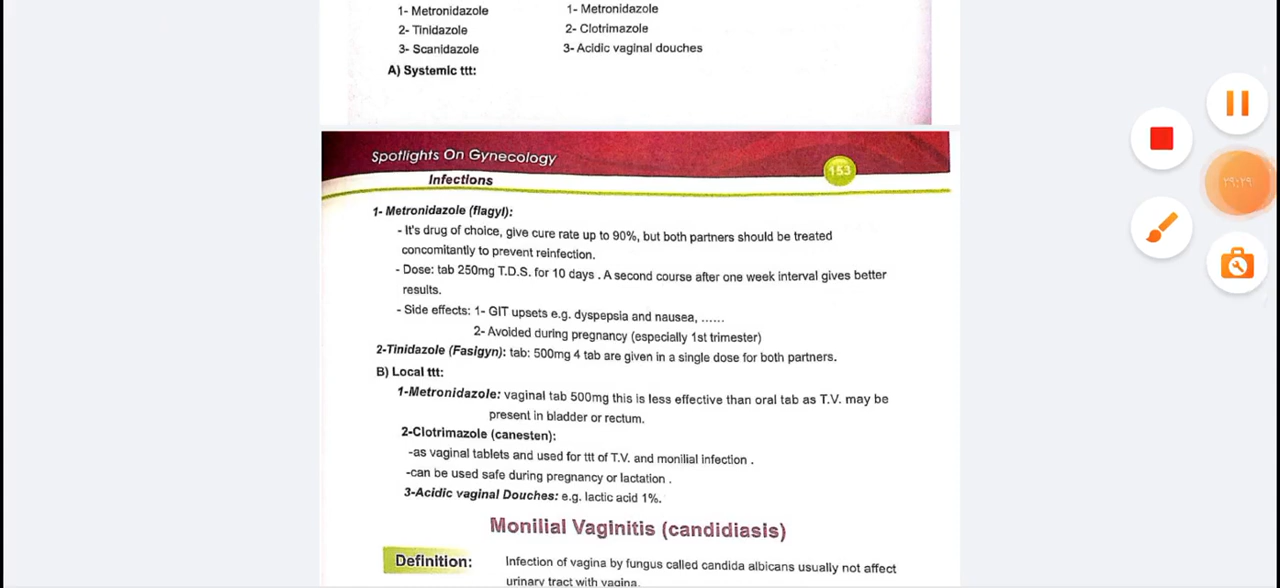 1- Metronidazole 1- Metronidazole
2- Tinidazole 2- Clotrimazole
3- Scanidazole 3- Acidic vaginal douches
A) Systemic ttt:
Spotlights On Gynecology
153
Infections
1- Metronidazole (flagyl):
- It's drug of choice, give cure rate up to 90%, but both partners should be treated
concomitantly to prevent reinfection.
- Dose: tab 250mg T.D.S. for 10 days . A second course after one week interval gives better
results.
- Side effects: 1- GIT upsets e.g. dyspepsia and nausea, ......
2- Avoided during pregnancy (especially 1st trimester)
2-Tinidazole (Fasigyn): tab: 500mg 4 tab are given in a single dose for both partners.
B) Local ttt:
1-Metronidazole: vaginal tab 500mg this is less effective than oral tab as T.V. may be
present in bladder or rectum.
2-Clotrimazole (canesten):
-as vaginal tablets and used for ttt of T.V. and monilial infection .
-can be used safe during pregnancy or lactation .
3-Acidic vaginal Douches: e.g. lactic acid 1%.
Monilial Vaginitis (candidiasis)
Definition: Infection of vagina by fungus called candida albicans usually not affect
urinary tract with vagina.
٢٩:٢٩